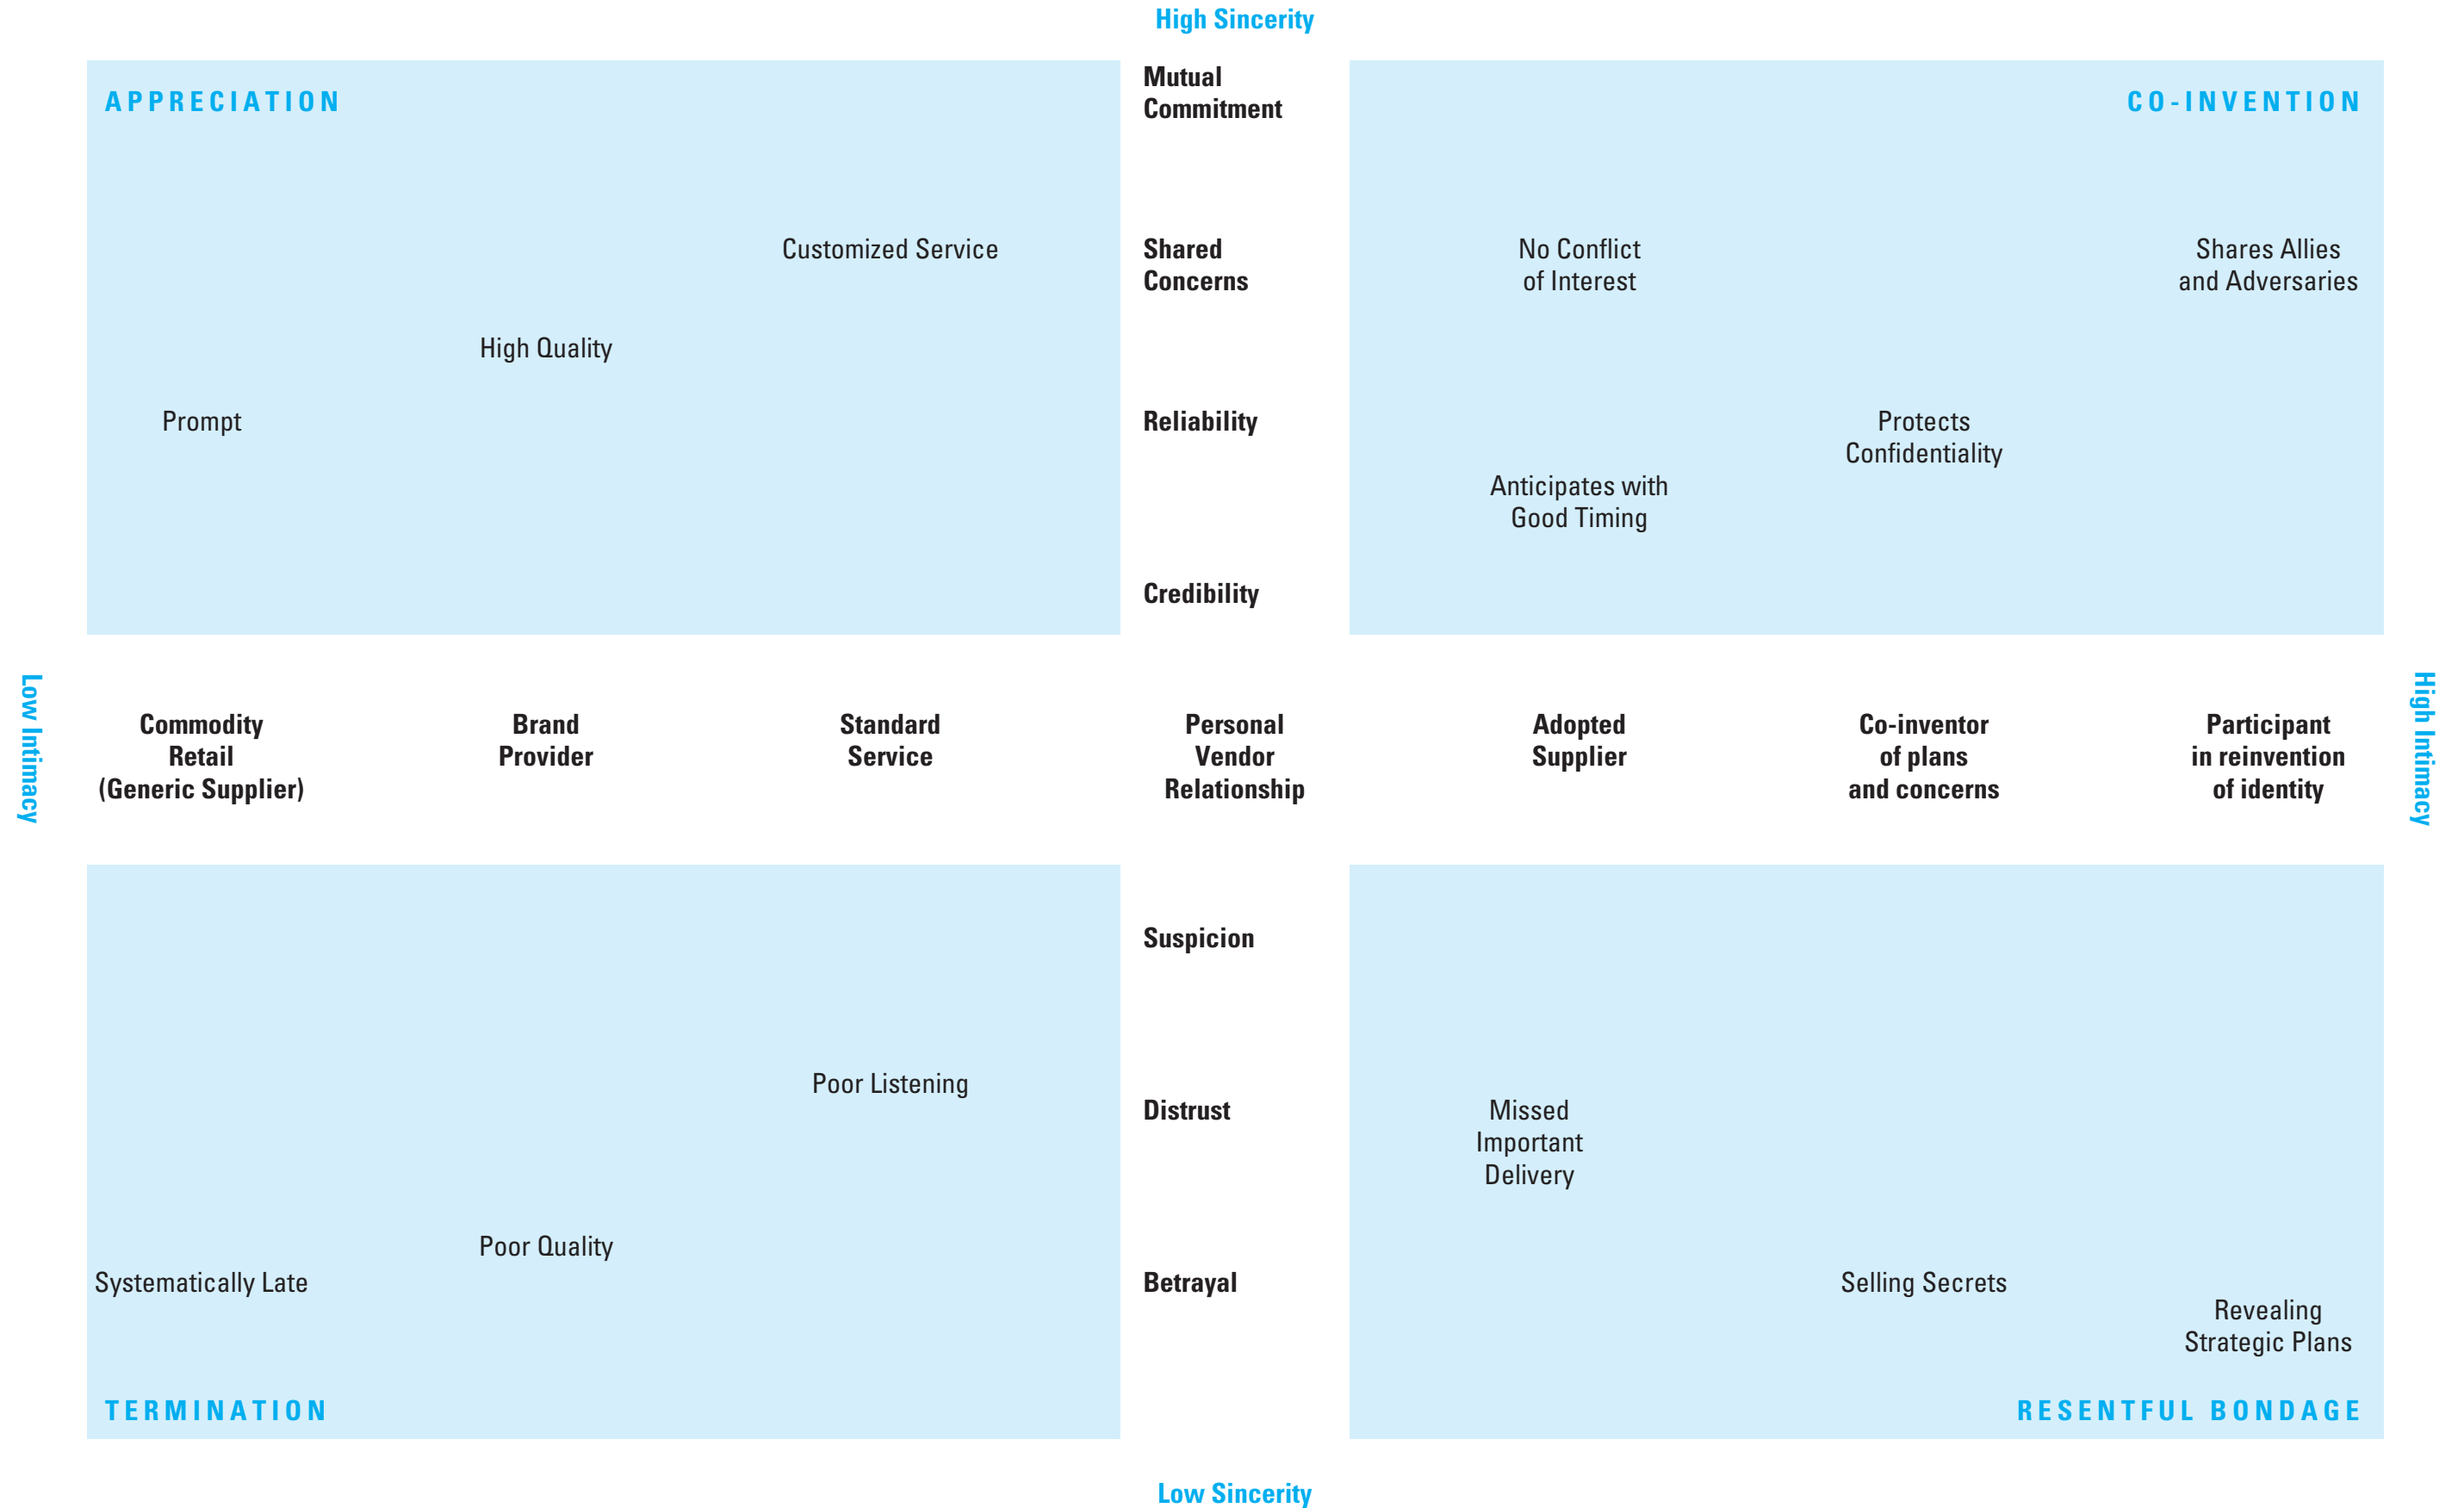 High Sincerity
APPRECIATION
Mutual
Commitment
CO-INVENTION
Customized Service
Shared
Concerns
No Conflict
of Interest
Shares Allies
and Adversaries
High Quality
Prompt
Reliability
Protects
Confidentiality
Anticipates with
Good Timing
Credibility
Low Intimacy
Commodity
Retail
(Generic Supplier)
Brand
Provider
Standard
Service
Personal
Vendor
Relationship
Adopted
Supplier
Co-inventor
of plans
and concerns
Participant
in reinvention
of identity
High Intimacy
Suspicion
Poor Listening
Distrust
Missed
Important
Delivery
Poor Quality
Systematically Late
Betrayal
Selling Secrets
Revealing
Strategic Plans
TERMINATION
RESENTFUL BONDAGE
Low Sincerity